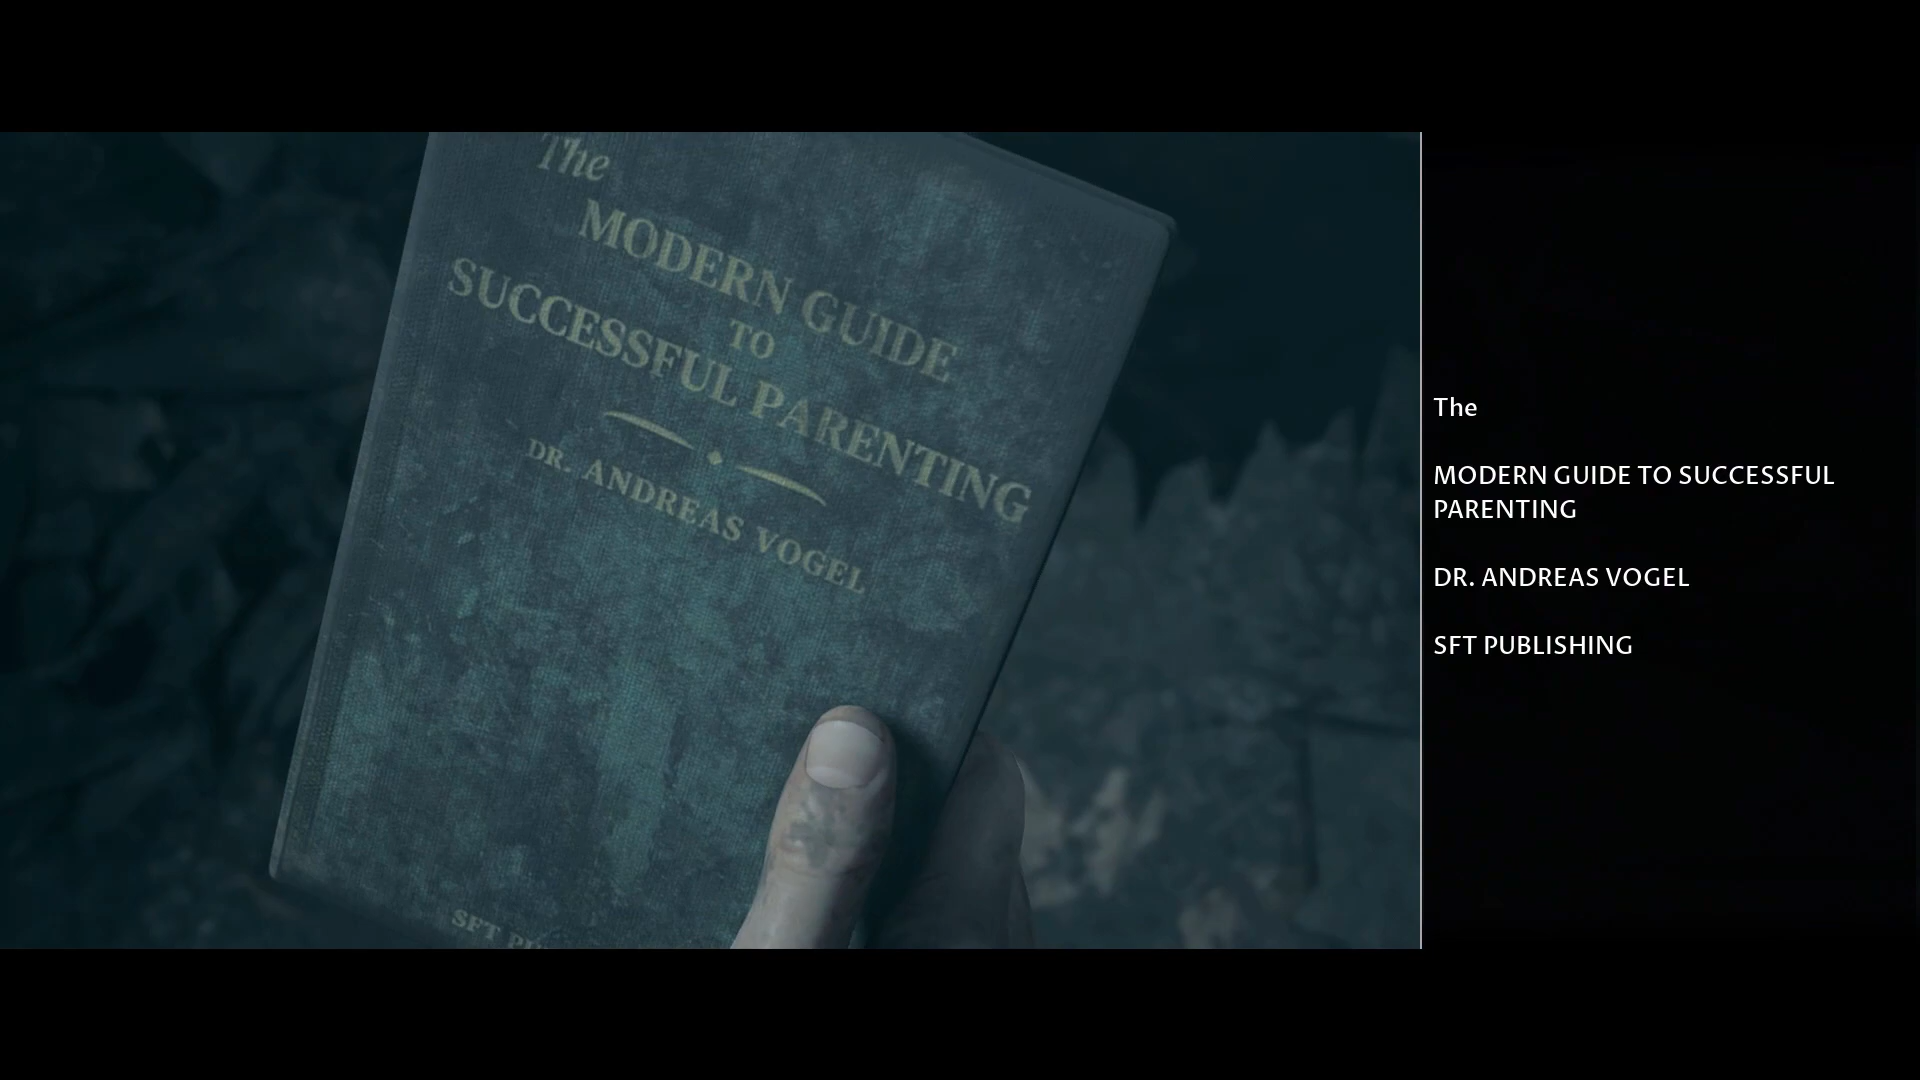 The
MODERN GUIDE
TO
SUCCESSFUL PARENTING
DR. ANDREAS VOGEL
SFT
The
MODERN GUIDE TO SUCCESSFUL
PARENTING
DR. ANDREAS VOGEL
SFT PUBLISHING